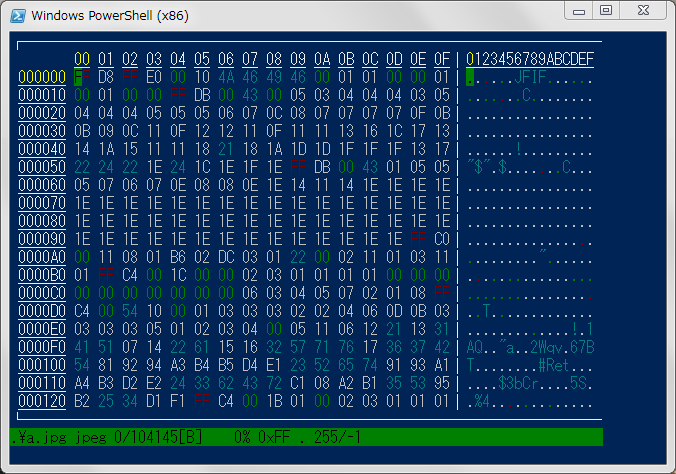 Windows PowerShell (x86)
00 01 02 03 04 05 06 07 08 09 0A 0B 0C 0D 0E 0F | 0123456789ABCDEF
000000 FF D8 FF E0 00 10 4A 46 49 46 00 01 01 00 00 01 | ......JFIF......
000010 00 01 00 00 FF DB 00 43 00 05 03 04 04 04 03 05 | .......C........
000020 04 04 04 05 05 05 06 07 0C 08 07 07 07 07 0F 0B | ................
000030 0B 09 0C 11 0F 12 12 11 0F 11 11 13 16 1C 17 13 | ................
000040 14 1A 15 11 11 18 21 18 1A 1D 1D 1F 1F 1F 13 17 | ......!.........
000050 22 24 22 1E 24 1C 1E 1F 1E FF DB 00 43 01 05 05 | "$".$.......C...
000060 05 07 06 07 0E 08 08 0E 1E 14 11 14 1E 1E 1E 1E | ................
000070 1E 1E 1E 1E 1E 1E 1E 1E 1E 1E 1E 1E 1E 1E 1E 1E | ................
000080 1E 1E 1E 1E 1E 1E 1E 1E 1E 1E 1E 1E 1E 1E 1E 1E | ................
000090 1E 1E 1E 1E 1E 1E 1E 1E 1E 1E 1E 1E 1E 1E FF C0 | ................
0000A0 00 11 08 01 B6 02 DC 03 01 22 00 02 11 01 03 11 | ........."......
0000B0 01 FF C4 00 1C 00 00 02 03 01 01 01 01 00 00 00 | ................
0000C0 00 00 00 00 00 00 00 06 03 04 05 07 02 01 08 FF | ................
0000D0 C4 00 54 10 00 01 03 03 03 02 02 04 06 0D 0B 03 | ..T.............
0000E0 03 03 03 05 01 02 03 04 00 05 11 06 12 21 13 31 | .............!.1
0000F0 41 51 07 14 22 61 15 16 32 57 71 76 17 36 37 42 | AQ.."a..2Wqv.67B
000100 54 81 92 94 A3 B4 B5 D4 E1 23 52 65 74 91 93 A1 | T........#Ret...
000110 A4 B3 D2 E2 24 33 62 43 72 C1 08 A2 B1 35 53 95 | ....$3bCr....5S.
000120 B2 25 34 D1 F1 FF C4 00 1B 01 00 02 03 01 01 01 | .%4.............
.¥a.jpg jpeg 0/104145[B] 0% 0xFF . 255/-1